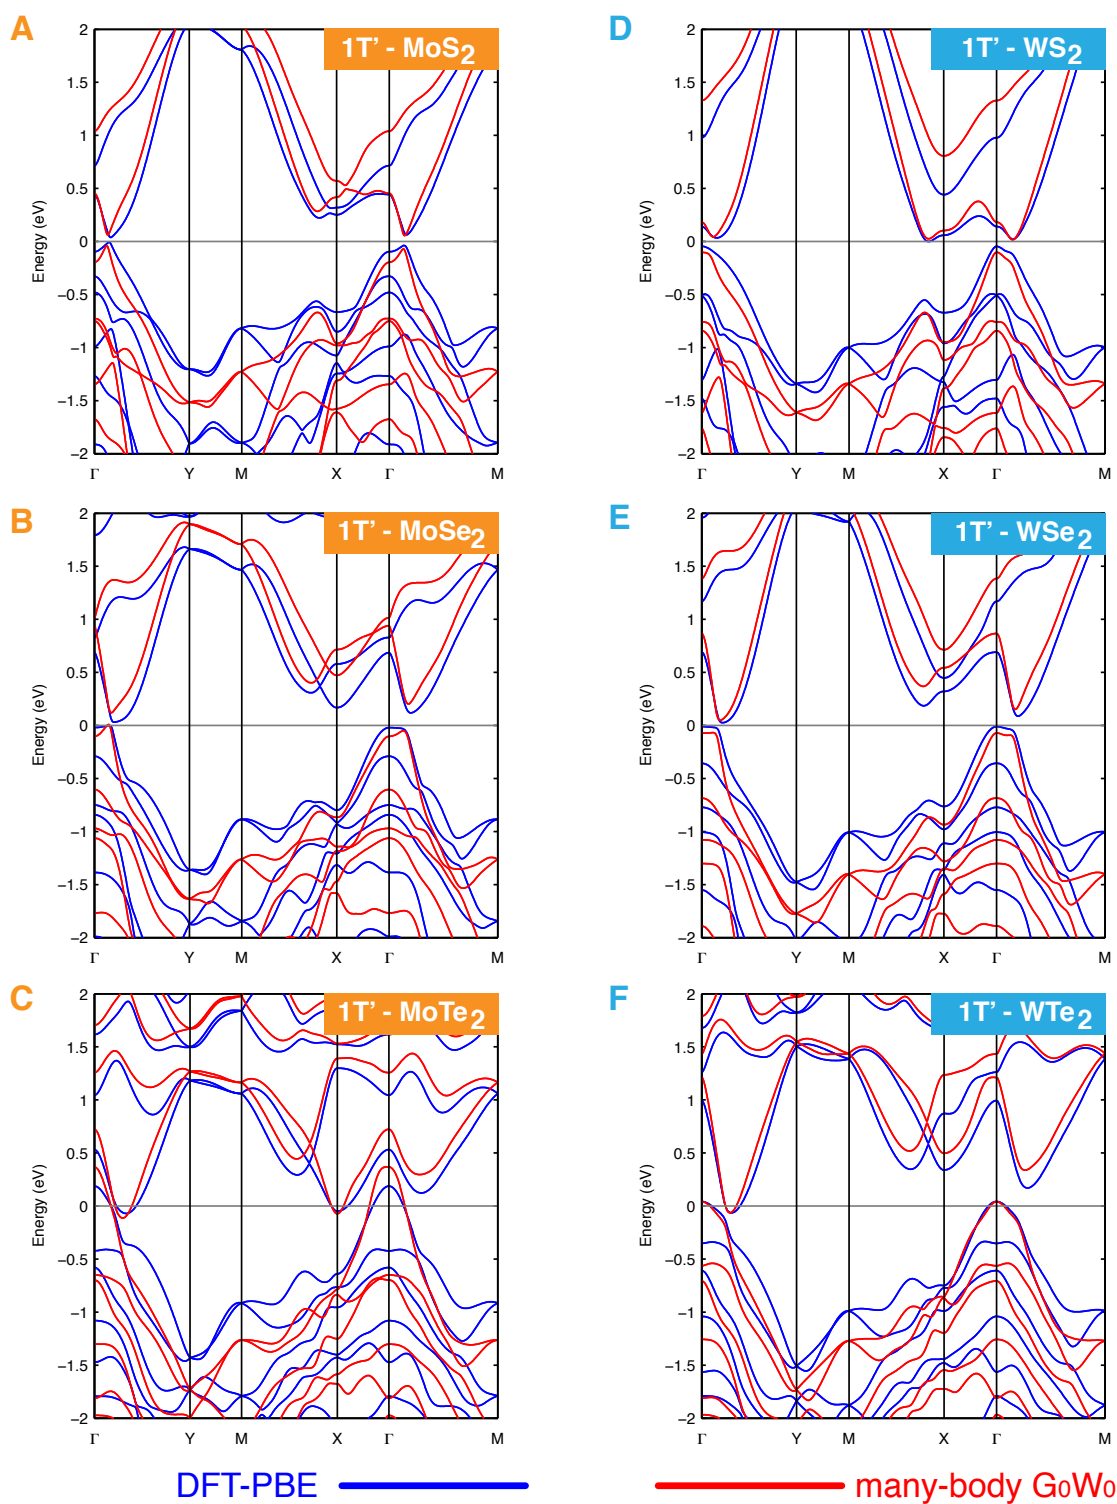 A
1T’ - MoS2
Energy (eV)
2
1.5
1
0.5
0
−0.5
−1
−1.5
−2
Γ Y M X Γ M
D
1T’ - WS2
Energy (eV)
2
1.5
1
0.5
0
−0.5
−1
−1.5
−2
Γ Y M X Γ M
B
1T’ - MoSe2
Energy (eV)
2
1.5
1
0.5
0
−0.5
−1
−1.5
−2
Γ Y M X Γ M
E
1T’ - WSe2
Energy (eV)
2
1.5
1
0.5
0
−0.5
−1
−1.5
−2
Γ Y M X Γ M
C
1T’ - MoTe2
Energy (eV)
2
1.5
1
0.5
0
−0.5
−1
−1.5
−2
Γ Y M X Γ M
F
1T’ - WTe2
Energy (eV)
2
1.5
1
0.5
0
−0.5
−1
−1.5
−2
Γ Y M X Γ M
DFT-PBE
many-body G0W0